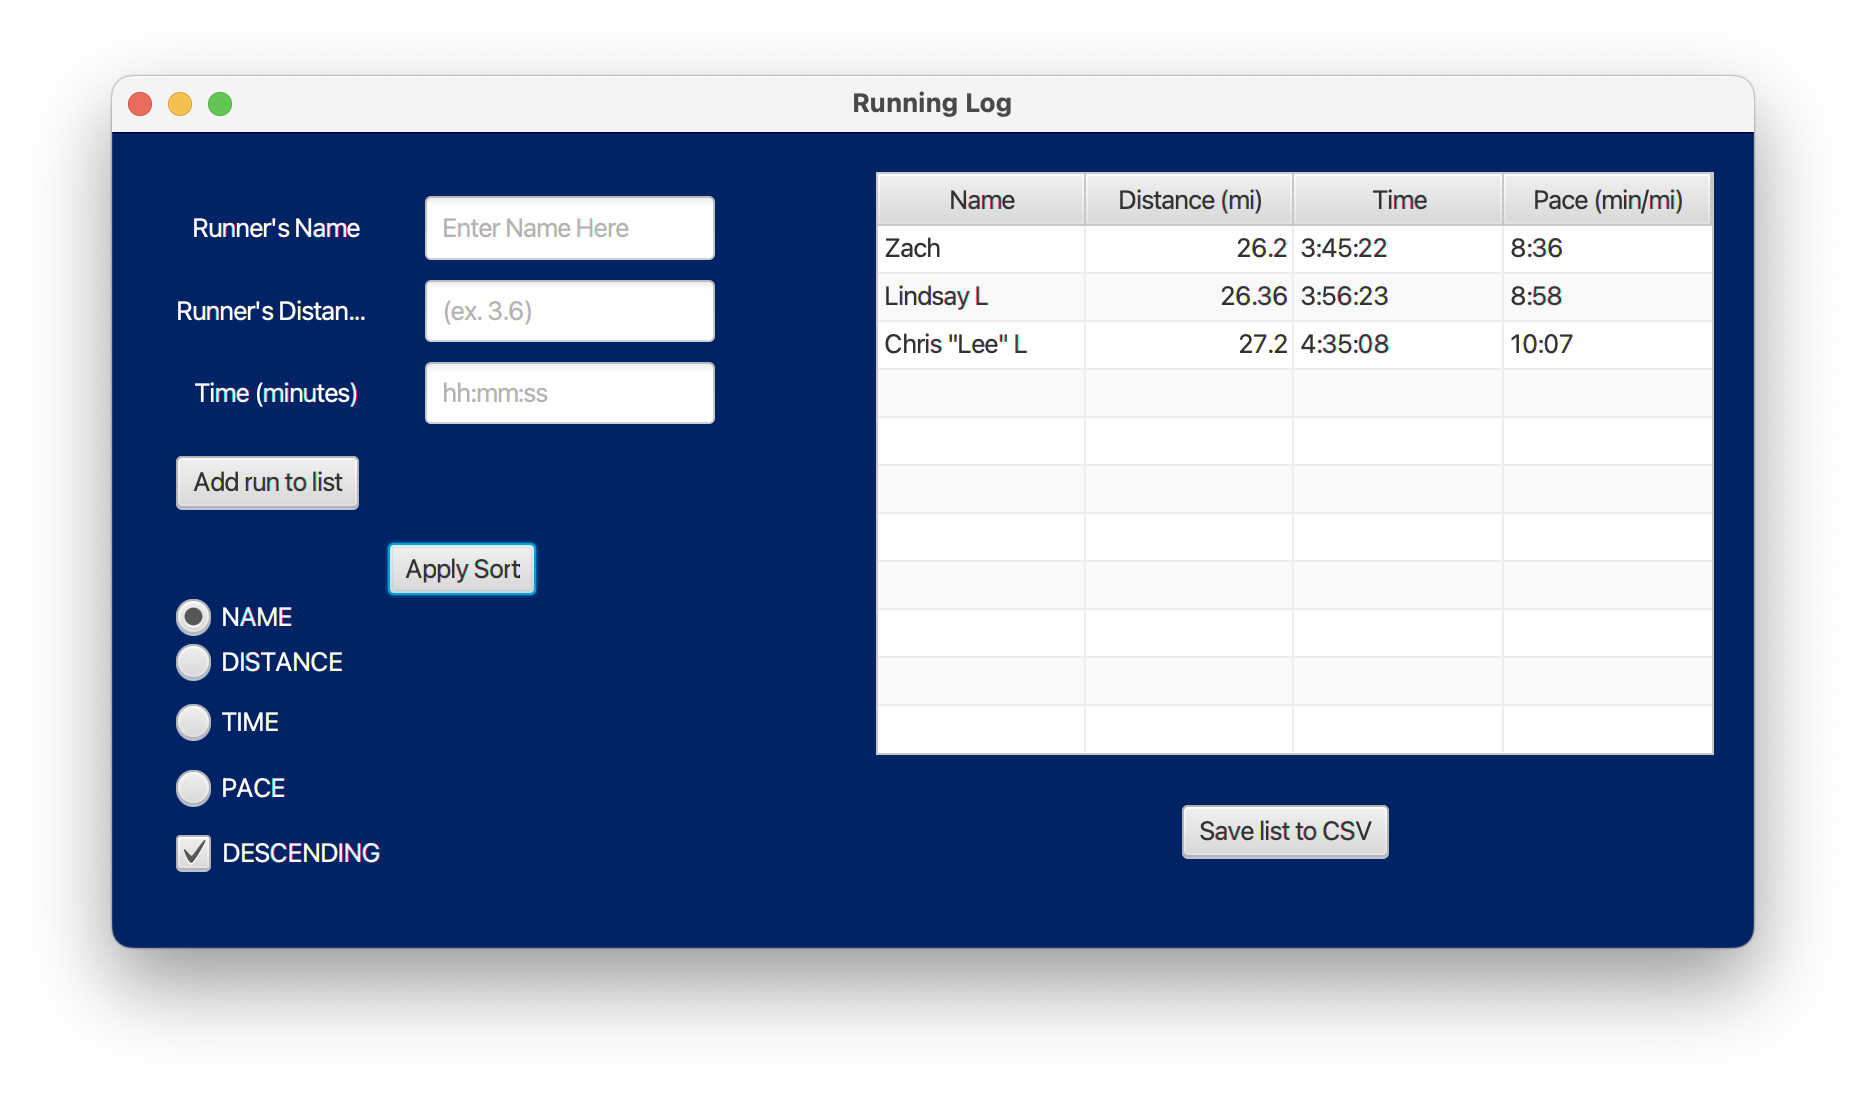 Running Log
Runner's Name
Enter Name Here
Runner's Distan...
(ex. 3.6)
Time (minutes)
hh:mm:ss
Add run to list
Apply Sort
NAME
DISTANCE
TIME
PACE
DESCENDING
Name Distance (mi) Time Pace (min/mi)
Zach 26.2 3:45:22 8:36
Lindsay L 26.36 3:56:23 8:58
Chris "Lee" L 27.2 4:35:08 10:07
Save list to CSV